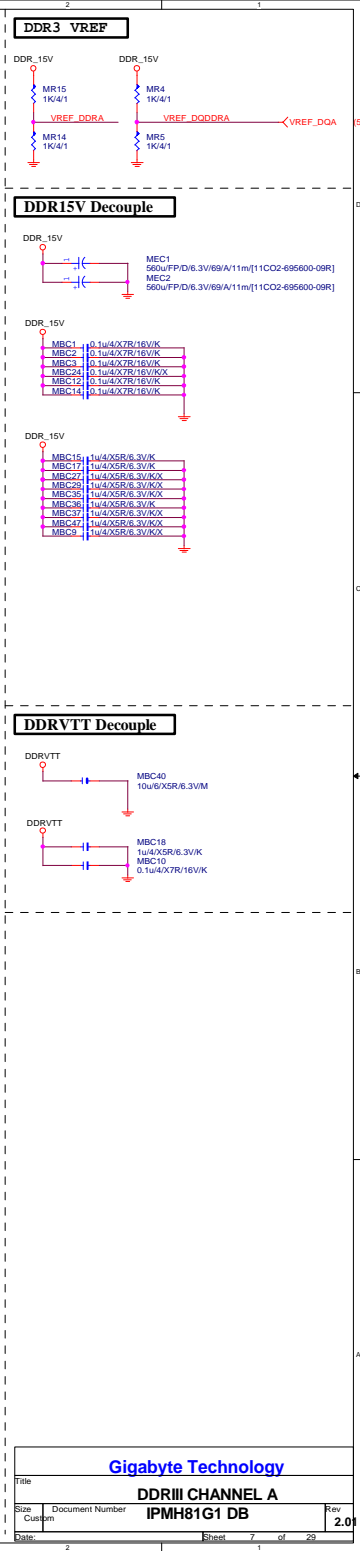 2
1
DDR3 VREF
DDR_15V
DDR_15V
MR15
1K/4/1
MR4
1K/4/1
VREF_DDRA
VREF_DQDDRA
VREF_DQA
MR14
1K/4/1
MR5
1K/4/1
D
DDR15V Decouple
DDR_15V
1
MEC1
560u/FP/D/6.3V/69/A/11m/[11CO2-695600-09R]
+
1
MEC2
560u/FP/D/6.3V/69/A/11m/[11CO2-695600-09R]
+
DDR_15V
MBC1 0.1u/4/X7R/16V/K
MBC2 0.1u/4/X7R/16V/K
MBC3 0.1u/4/X7R/16V/K
MBC24 0.1u/4/X7R/16V/K/X
MBC12 0.1u/4/X7R/16V/K
MBC14 0.1u/4/X7R/16V/K
DDR_15V
MBC15 1u/4/X5R/6.3V/K
MBC17 1u/4/X5R/6.3V/K
MBC27 1u/4/X5R/6.3V/K/X
MBC29 1u/4/X5R/6.3V/K/X
MBC35 1u/4/X5R/6.3V/K/X
MBC36 1u/4/X5R/6.3V/K
MBC37 1u/4/X5R/6.3V/K/X
MBC47 1u/4/X5R/6.3V/K/X
MBC9 1u/4/X5R/6.3V/K
C
DDRVTT Decouple
DDRVTT
MBC40
10u/6/X5R/6.3V/M
DDRVTT
MBC18
1u/4/X5R/6.3V/K
MBC10
0.1u/4/X7R/16V/K
B
A
Gigabyte Technology
Title
DDRIII CHANNEL A
Size
Custom
Document Number
IPMH81G1 DB
Rev
2.01
Date:
Sheet 7 of 29
2
1